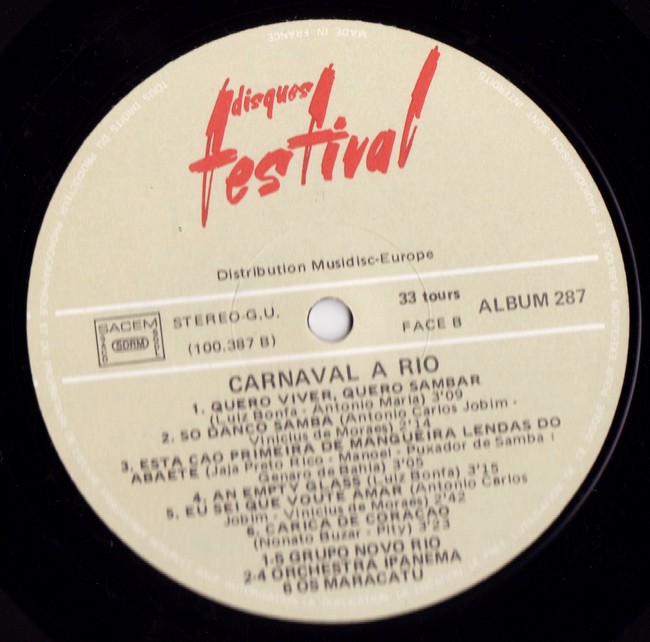 MADE IN FRANCE
disques
festival
Distribution Musidisc-Europe
SACEM
SDRM
STEREO-G.U.
(100.387 B)
33 tours
FACE B
ALBUM 287
CARNAVAL A RIO
1. QUERO VIVER, QUERO SAMBAR
(Luiz Bonfa - Antonio Maria) 3'09
2. SO DANCO SAMBA (Antonio Carlos Jobim -
Vinicius de Moraes) 2'14
3. ESTA CAO PRIMEIRA DE MANGUEIRA LENDAS DO
ABAETE (Jaja Preto Rico - Manoel - Puxador de Samba :
Genaro de Bahia) 3'05
4. AN EMPTY GLASS (Luiz Bonfa) 3'15
5. EU SEI QUE VOUTE AMAR (Antonio Carlos
Jobim - Vinicius de Moraes) 2'42
6. CARICA DE CORACAO
(Nonato Buzar - Pity) 3'23
1-5 GRUPO NOVO RIO
2-4 ORCHESTRA IPANEMA
6 OS MARACATU